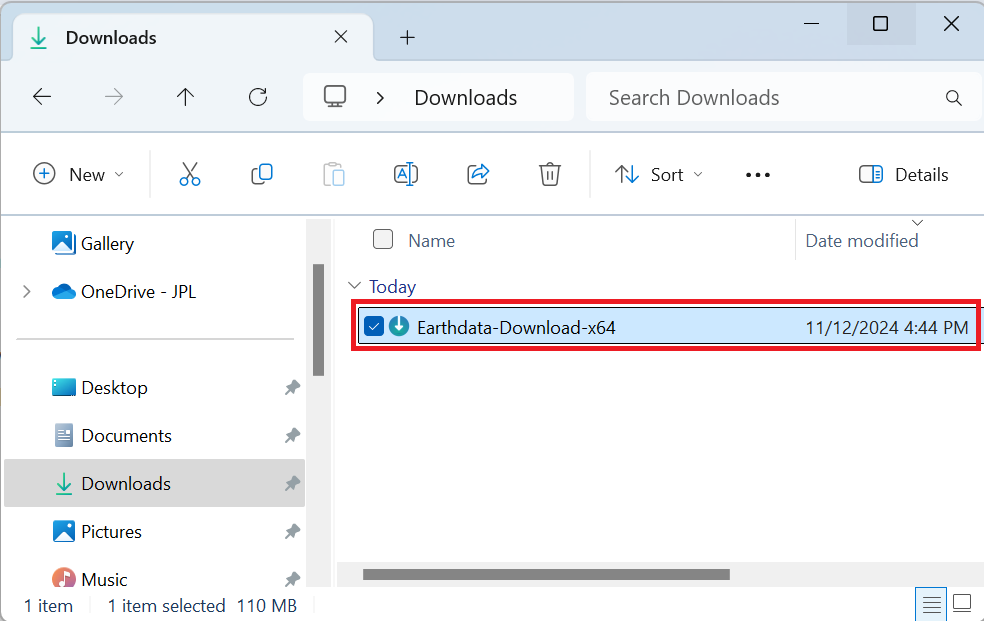 Downloads
Downloads
Search Downloads
New
Sort
Details
Gallery
OneDrive - JPL
Desktop
Documents
Downloads
Pictures
Music
Name
Date modified
Today
Earthdata-Download-x64
11/12/2024 4:44 PM
1 item
1 item selected 110 MB